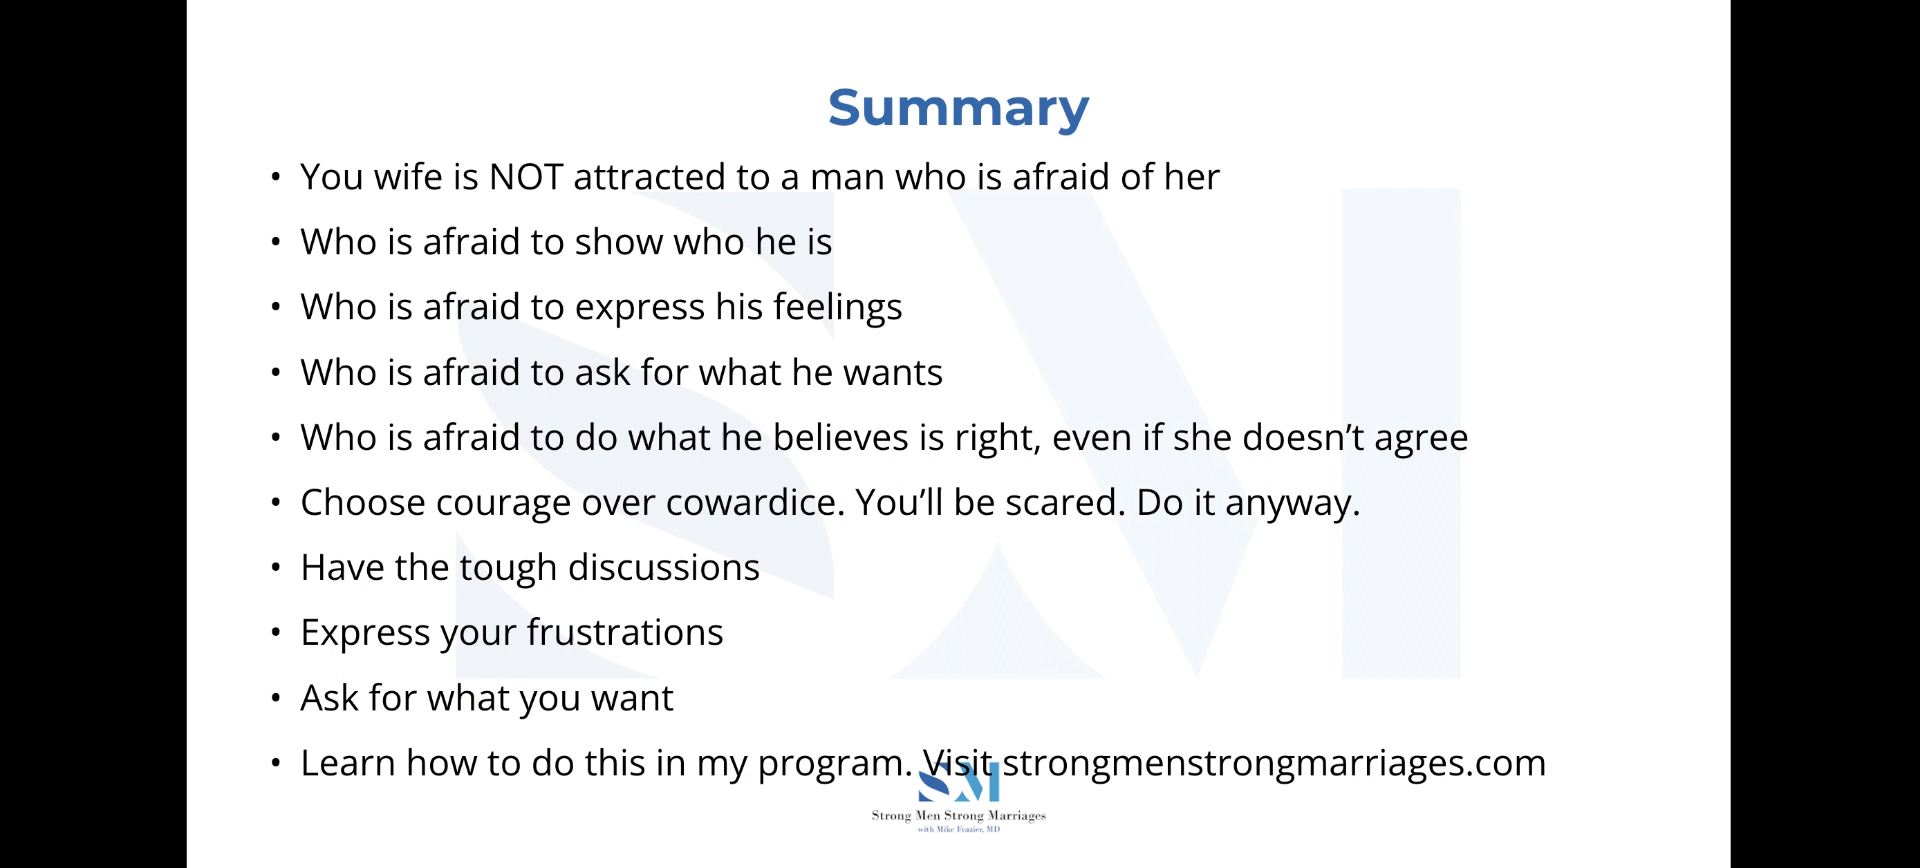 Summary
• You wife is NOT attracted to a man who is afraid of her
• Who is afraid to show who he is
• Who is afraid to express his feelings
• Who is afraid to ask for what he wants
• Who is afraid to do what he believes is right, even if she doesn’t agree
• Choose courage over cowardice. You’ll be scared. Do it anyway.
• Have the tough discussions
• Express your frustrations
• Ask for what you want
• Learn how to do this in my program. Visit strongmenstrongmarriages.com
SM
Strong Men Strong Marriages
with Mike Frazier, MD